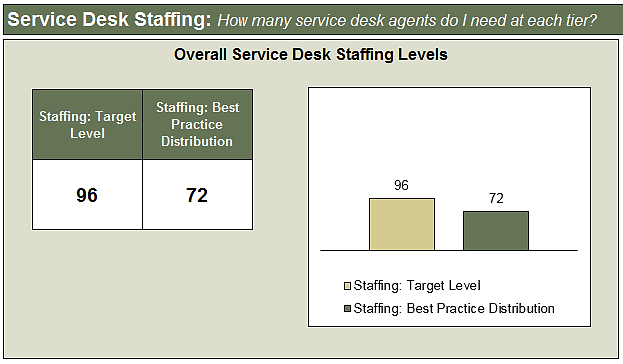 Service Desk Staffing: How many service desk agents do I need at each tier?
Overall Service Desk Staffing Levels
Staffing: Target
Level
Staffing: Best
Practice
Distribution
96
72
96
72
Staffing: Target Level
Staffing: Best Practice Distribution